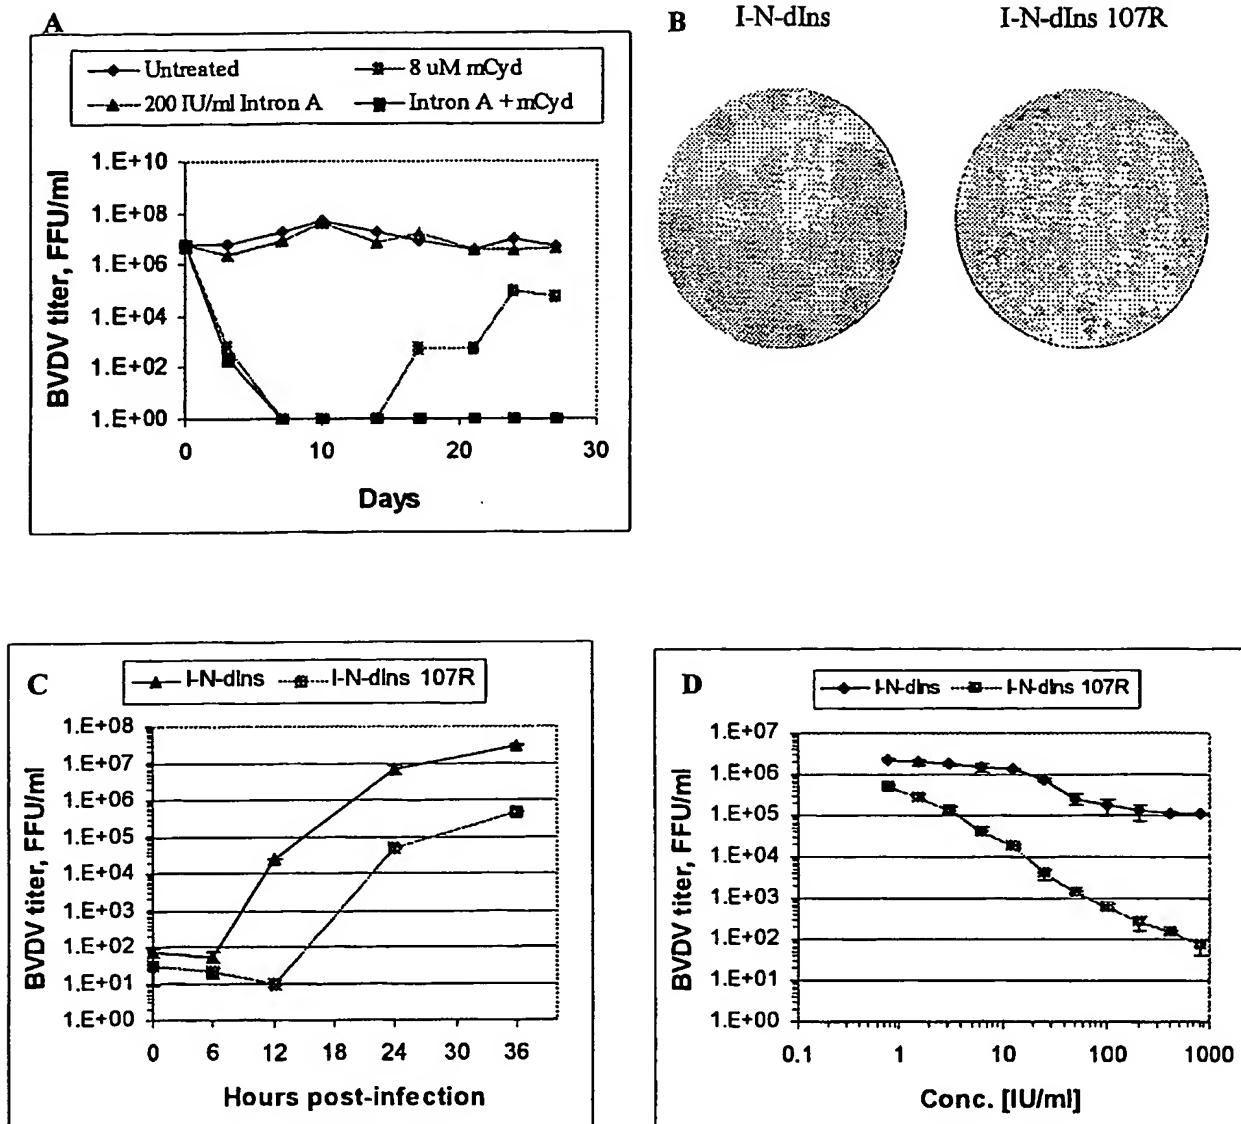 A
Untreated
8 uM mCyd
200 IU/ml Intron A
Intron A + mCyd
1.E+10
1.E+08
1.E+06
1.E+04
1.E+02
1.E+00
BVDV titer, FFU/ml
0 10 20 30
Days
B
I-N-dIns
I-N-dIns 107R
C
I-N-dIns
I-N-dIns 107R
1.E+08
1.E+07
1.E+06
1.E+05
1.E+04
1.E+03
1.E+02
1.E+01
1.E+00
BVDV titer, FFU/ml
0 6 12 24 30 36
Hours post-infection
D
I-N-dIns
I-N-dIns 107R
1.E+07
1.E+06
1.E+05
1.E+04
1.E+03
1.E+02
1.E+01
1.E+00
BVDV titer, FFU/ml
0.1 1 10 100 1000
Conc. [IU/ml]